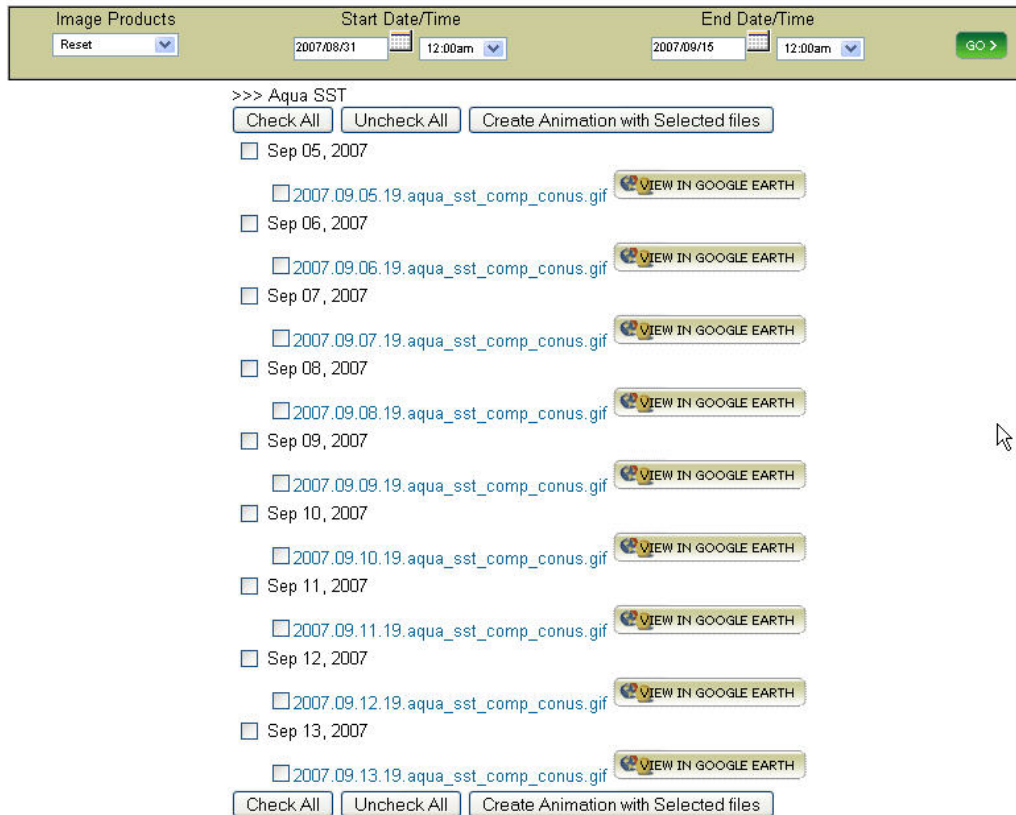 Image Products Start Date/Time End Date/Time
Reset 2007/08/31 12:00am 2007/09/15 12:00am GO >
>>> Aqua SST
Check All Uncheck All Create Animation with Selected files
Sep 05, 2007
2007.09.05.19.aqua_sst_comp_conus.gif VIEW IN GOOGLE EARTH
Sep 06, 2007
2007.09.06.19.aqua_sst_comp_conus.gif VIEW IN GOOGLE EARTH
Sep 07, 2007
2007.09.07.19.aqua_sst_comp_conus.gif VIEW IN GOOGLE EARTH
Sep 08, 2007
2007.09.08.19.aqua_sst_comp_conus.gif VIEW IN GOOGLE EARTH
Sep 09, 2007
2007.09.09.19.aqua_sst_comp_conus.gif VIEW IN GOOGLE EARTH
Sep 10, 2007
2007.09.10.19.aqua_sst_comp_conus.gif VIEW IN GOOGLE EARTH
Sep 11, 2007
2007.09.11.19.aqua_sst_comp_conus.gif VIEW IN GOOGLE EARTH
Sep 12, 2007
2007.09.12.19.aqua_sst_comp_conus.gif VIEW IN GOOGLE EARTH
Sep 13, 2007
2007.09.13.19.aqua_sst_comp_conus.gif VIEW IN GOOGLE EARTH
Check All Uncheck All Create Animation with Selected files